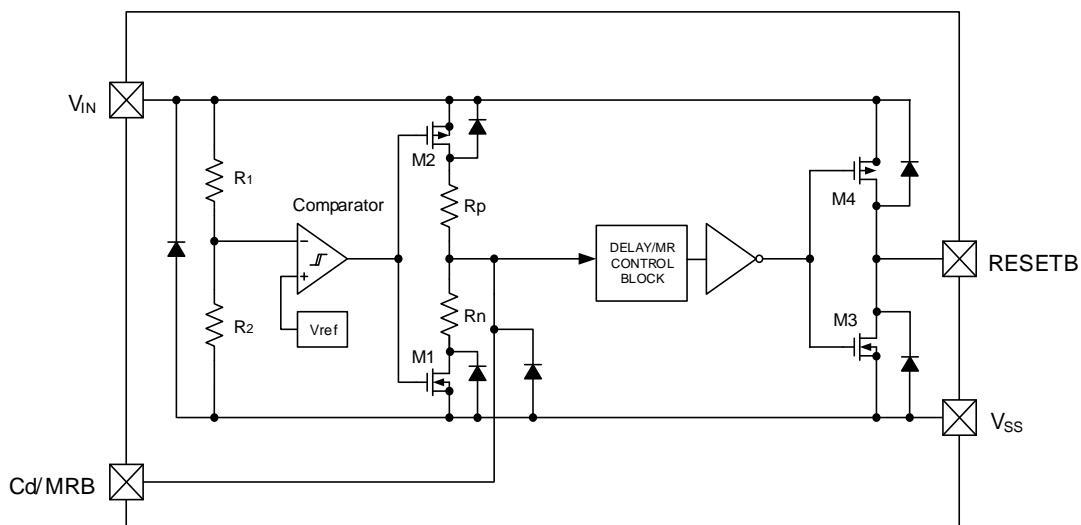 VIN
R1
M2
Comparator
Rp
M4
−
+
DELAY/MR
CONTROL
BLOCK
RESETB
R2
Vref
Rn
M3
M1
VSS
Cd/MRB